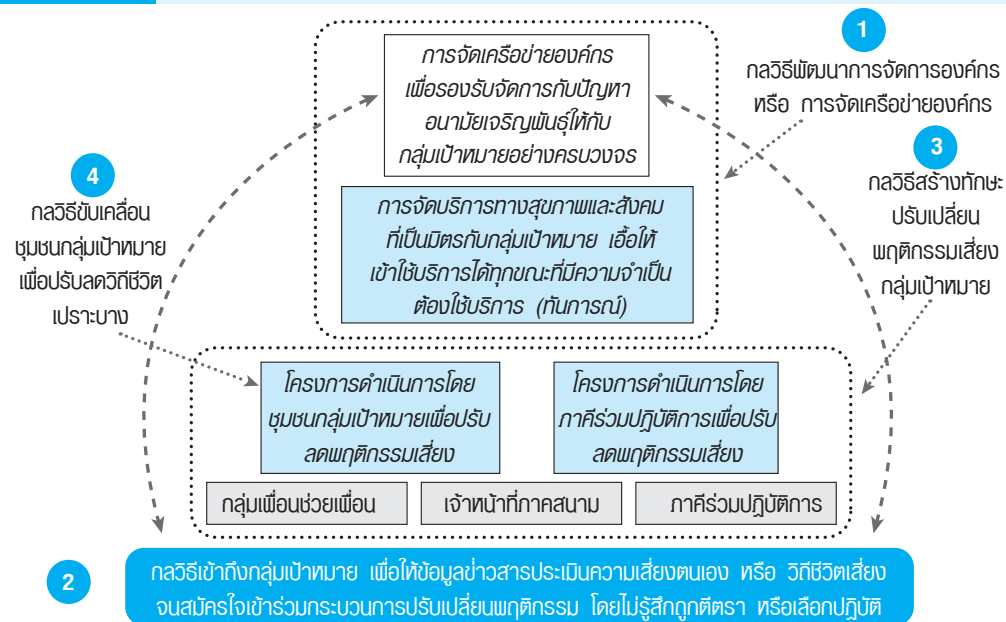 การจัดเครือข่ายองค์กร
เพื่อรองรับจัดการกับปัญหา
อนามัยเจริญพันธุ์ให้กับ
กลุ่มเป้าหมายอย่างครบวงจร
การจัดบริการทางสุขภาพและสังคม
ที่เป็นมิตรกับกลุ่มเป้าหมาย เอื้อให้
เข้าใช้บริการได้ทุกขณะที่มีความจำเป็น
ต้องใช้บริการ (ทันการณ์)
1
กลวิธีพัฒนาการจัดการองค์กร
หรือ การจัดเครือข่ายองค์กร
3
กลวิธีสร้างทักษะ
ปรับเปลี่ยน
พฤติกรรมเสี่ยง
กลุ่มเป้าหมาย
4
กลวิธีขับเคลื่อน
ชุมชนกลุ่มเป้าหมาย
เพื่อปรับลดวิถีชีวิต
เปราะบาง
โครงการดำเนินการโดย
ชุมชนกลุ่มเป้าหมายเพื่อปรับ
ลดพฤติกรรมเสี่ยง
โครงการดำเนินการโดย
ภาคีร่วมปฏิบัติการเพื่อปรับ
ลดพฤติกรรมเสี่ยง
กลุ่มเพื่อนช่วยเพื่อน
เจ้าหน้าที่ภาคสนาม
ภาคีร่วมปฏิบัติการ
2
กลวิธีเข้าถึงกลุ่มเป้าหมาย เพื่อให้ข้อมูลข่าวสารประเมินความเสี่ยงตนเอง หรือ วิถีชีวิตเสี่ยง
จนสมัครใจเข้าร่วมกระบวนการปรับเปลี่ยนพฤติกรรม โดยไม่รู้สึกถูกตีตรา หรือเลือกปฏิบัติ